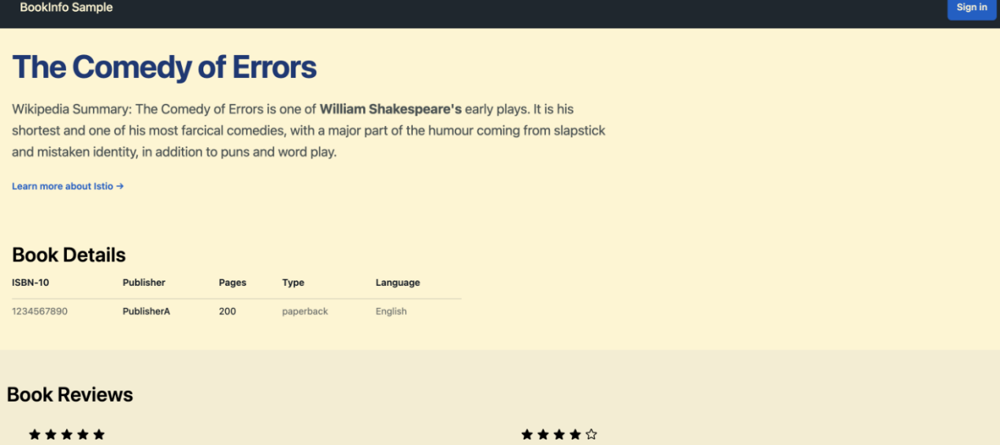 BookInfo Sample
Sign in
The Comedy of Errors
Wikipedia Summary: The Comedy of Errors is one of William Shakespeare's early plays. It is his
shortest and one of his most farcical comedies, with a major part of the humour coming from slapstick
and mistaken identity, in addition to puns and word play.
Learn more about Istio →
Book Details
ISBN-10 Publisher Pages Type Language
1234567890 PublisherA 200 paperback English
Book Reviews